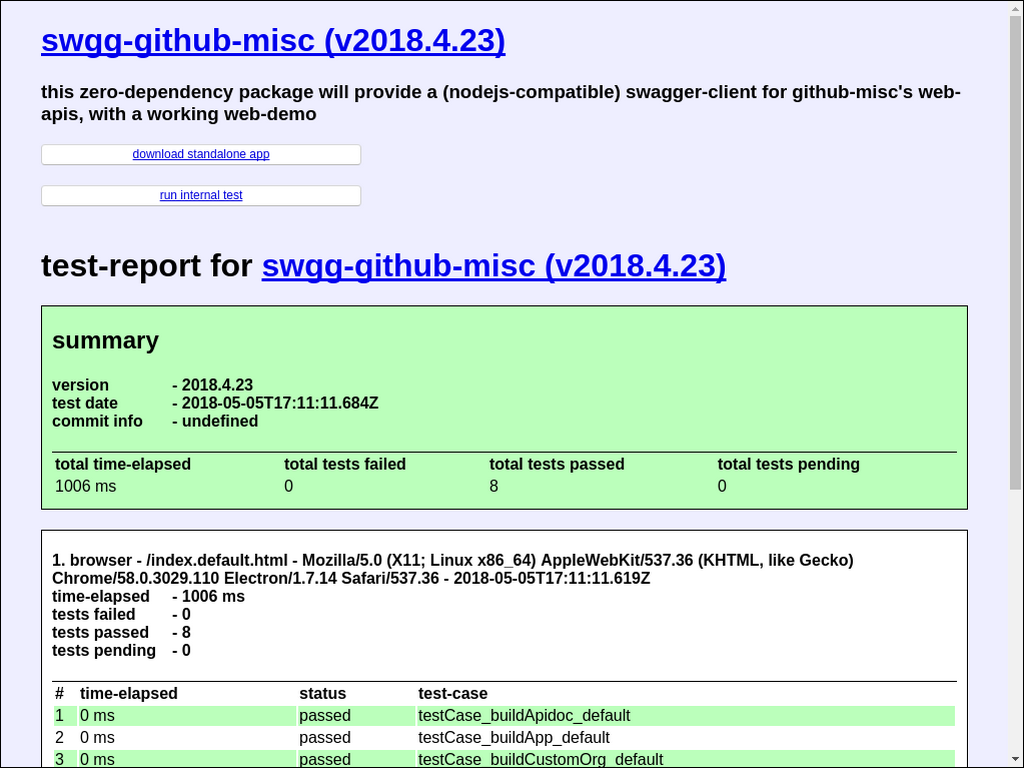 swgg-github-misc (v2018.4.23)
this zero-dependency package will provide a (nodejs-compatible) swagger-client for github-misc's web-
apis, with a working web-demo
download standalone app
run internal test
test-report for swgg-github-misc (v2018.4.23)
summary
version - 2018.4.23
test date - 2018-05-05T17:11:11.684Z
commit info - undefined
total time-elapsed total tests failed total tests passed total tests pending
1006 ms 0 8 0
1. browser - /index.default.html - Mozilla/5.0 (X11; Linux x86_64) AppleWebKit/537.36 (KHTML, like Gecko)
Chrome/58.0.3029.110 Electron/1.7.14 Safari/537.36 - 2018-05-05T17:11:11.619Z
time-elapsed - 1006 ms
tests failed - 0
tests passed - 8
tests pending - 0
# time-elapsed status test-case
1 0 ms passed testCase_buildApidoc_default
2 0 ms passed testCase_buildApp_default
3 0 ms passed testCase_buildCustomOrg_default